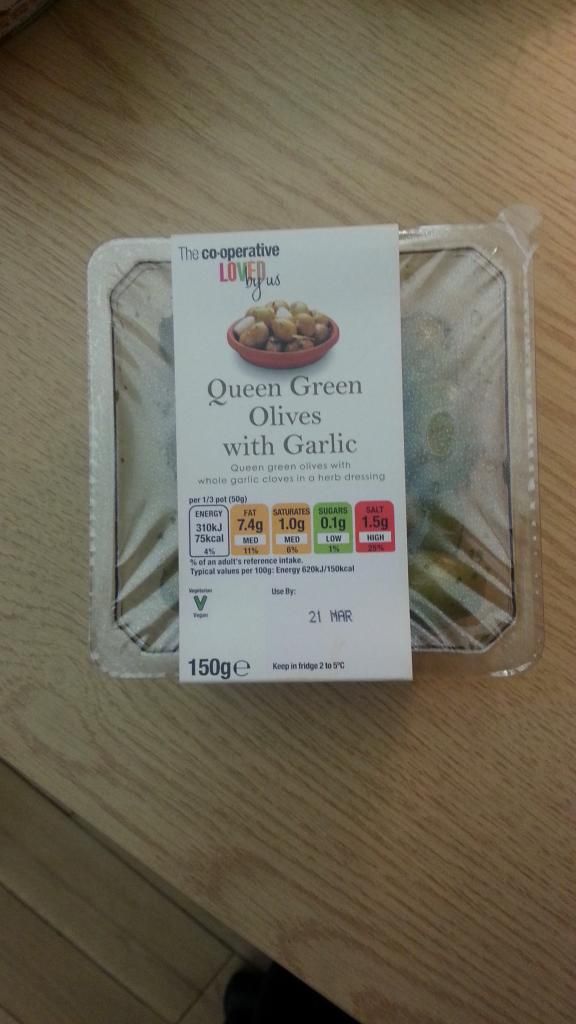 The co-operative
LOVED
by us
Queen Green
Olives
with Garlic
Queen green olives with
whole garlic cloves in a herb dressing
per 1/3 pot (50g)
ENERGY FAT SATURATES SUGARS SALT
310kJ 7.4g 1.0g 0.1g 1.5g
75kcal MED MED LOW HIGH
4% 11% 6% 1% 25%
% of an adult's reference intake.
Typical values per 100g: Energy 620kJ/150kcal
Vegetarian Use By:
V
Vegan
21 MAR
150g℮ Keep in fridge 2 to 5°C